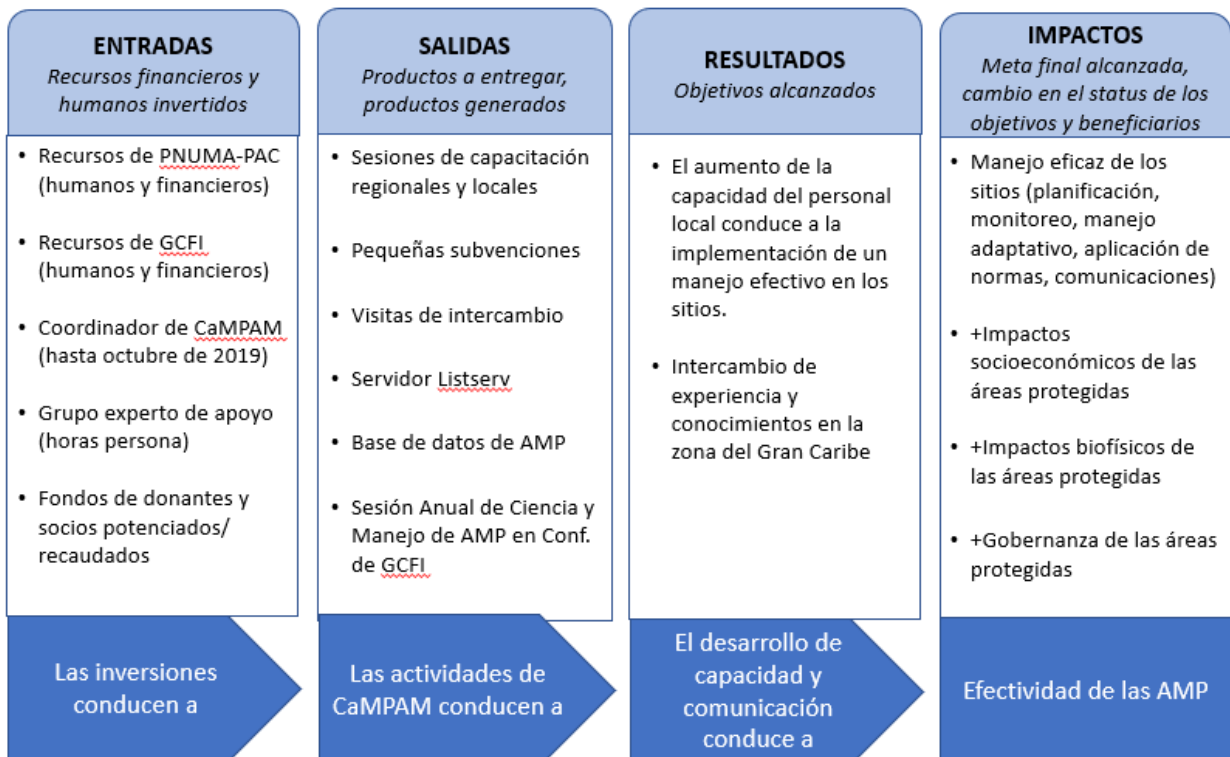 ENTRADAS
Recursos financieros y
humanos invertidos
• Recursos de PNUMA-PAC
(humanos y financieros)
• Recursos de GCFI
(humanos y financieros)
• Coordinador de CaMPAM
(hasta octubre de 2019)
• Grupo experto de apoyo
(horas persona)
• Fondos de donantes y
socios potenciados/
recaudados
Las inversiones
conducen a
SALIDAS
Productos a entregar,
productos generados
• Sesiones de capacitación
regionales y locales
• Pequeñas subvenciones
• Visitas de intercambio
• Servidor Listserv
• Base de datos de AMP
• Sesión Anual de Ciencia y
Manejo de AMP en Conf.
de GCFI
Las actividades de
CaMPAM conducen a
RESULTADOS
Objetivos alcanzados
• El aumento de la
capacidad del personal
local conduce a la
implementación de un
manejo efectivo en los
sitios.
• Intercambio de
experiencia y
conocimientos en la
zona del Gran Caribe
El desarrollo de
capacidad y
comunicación
conduce a
IMPACTOS
Meta final alcanzada,
cambio en el status de los
objetivos y beneficiarios
• Manejo eficaz de los
sitios (planificación,
monitoreo, manejo
adaptativo, aplicación de
normas, comunicaciones)
• +Impactos
socioeconómicos de las
áreas protegidas
• +Impactos biofísicos de
las áreas protegidas
• +Gobernanza de las áreas
protegidas
Efectividad de las AMP